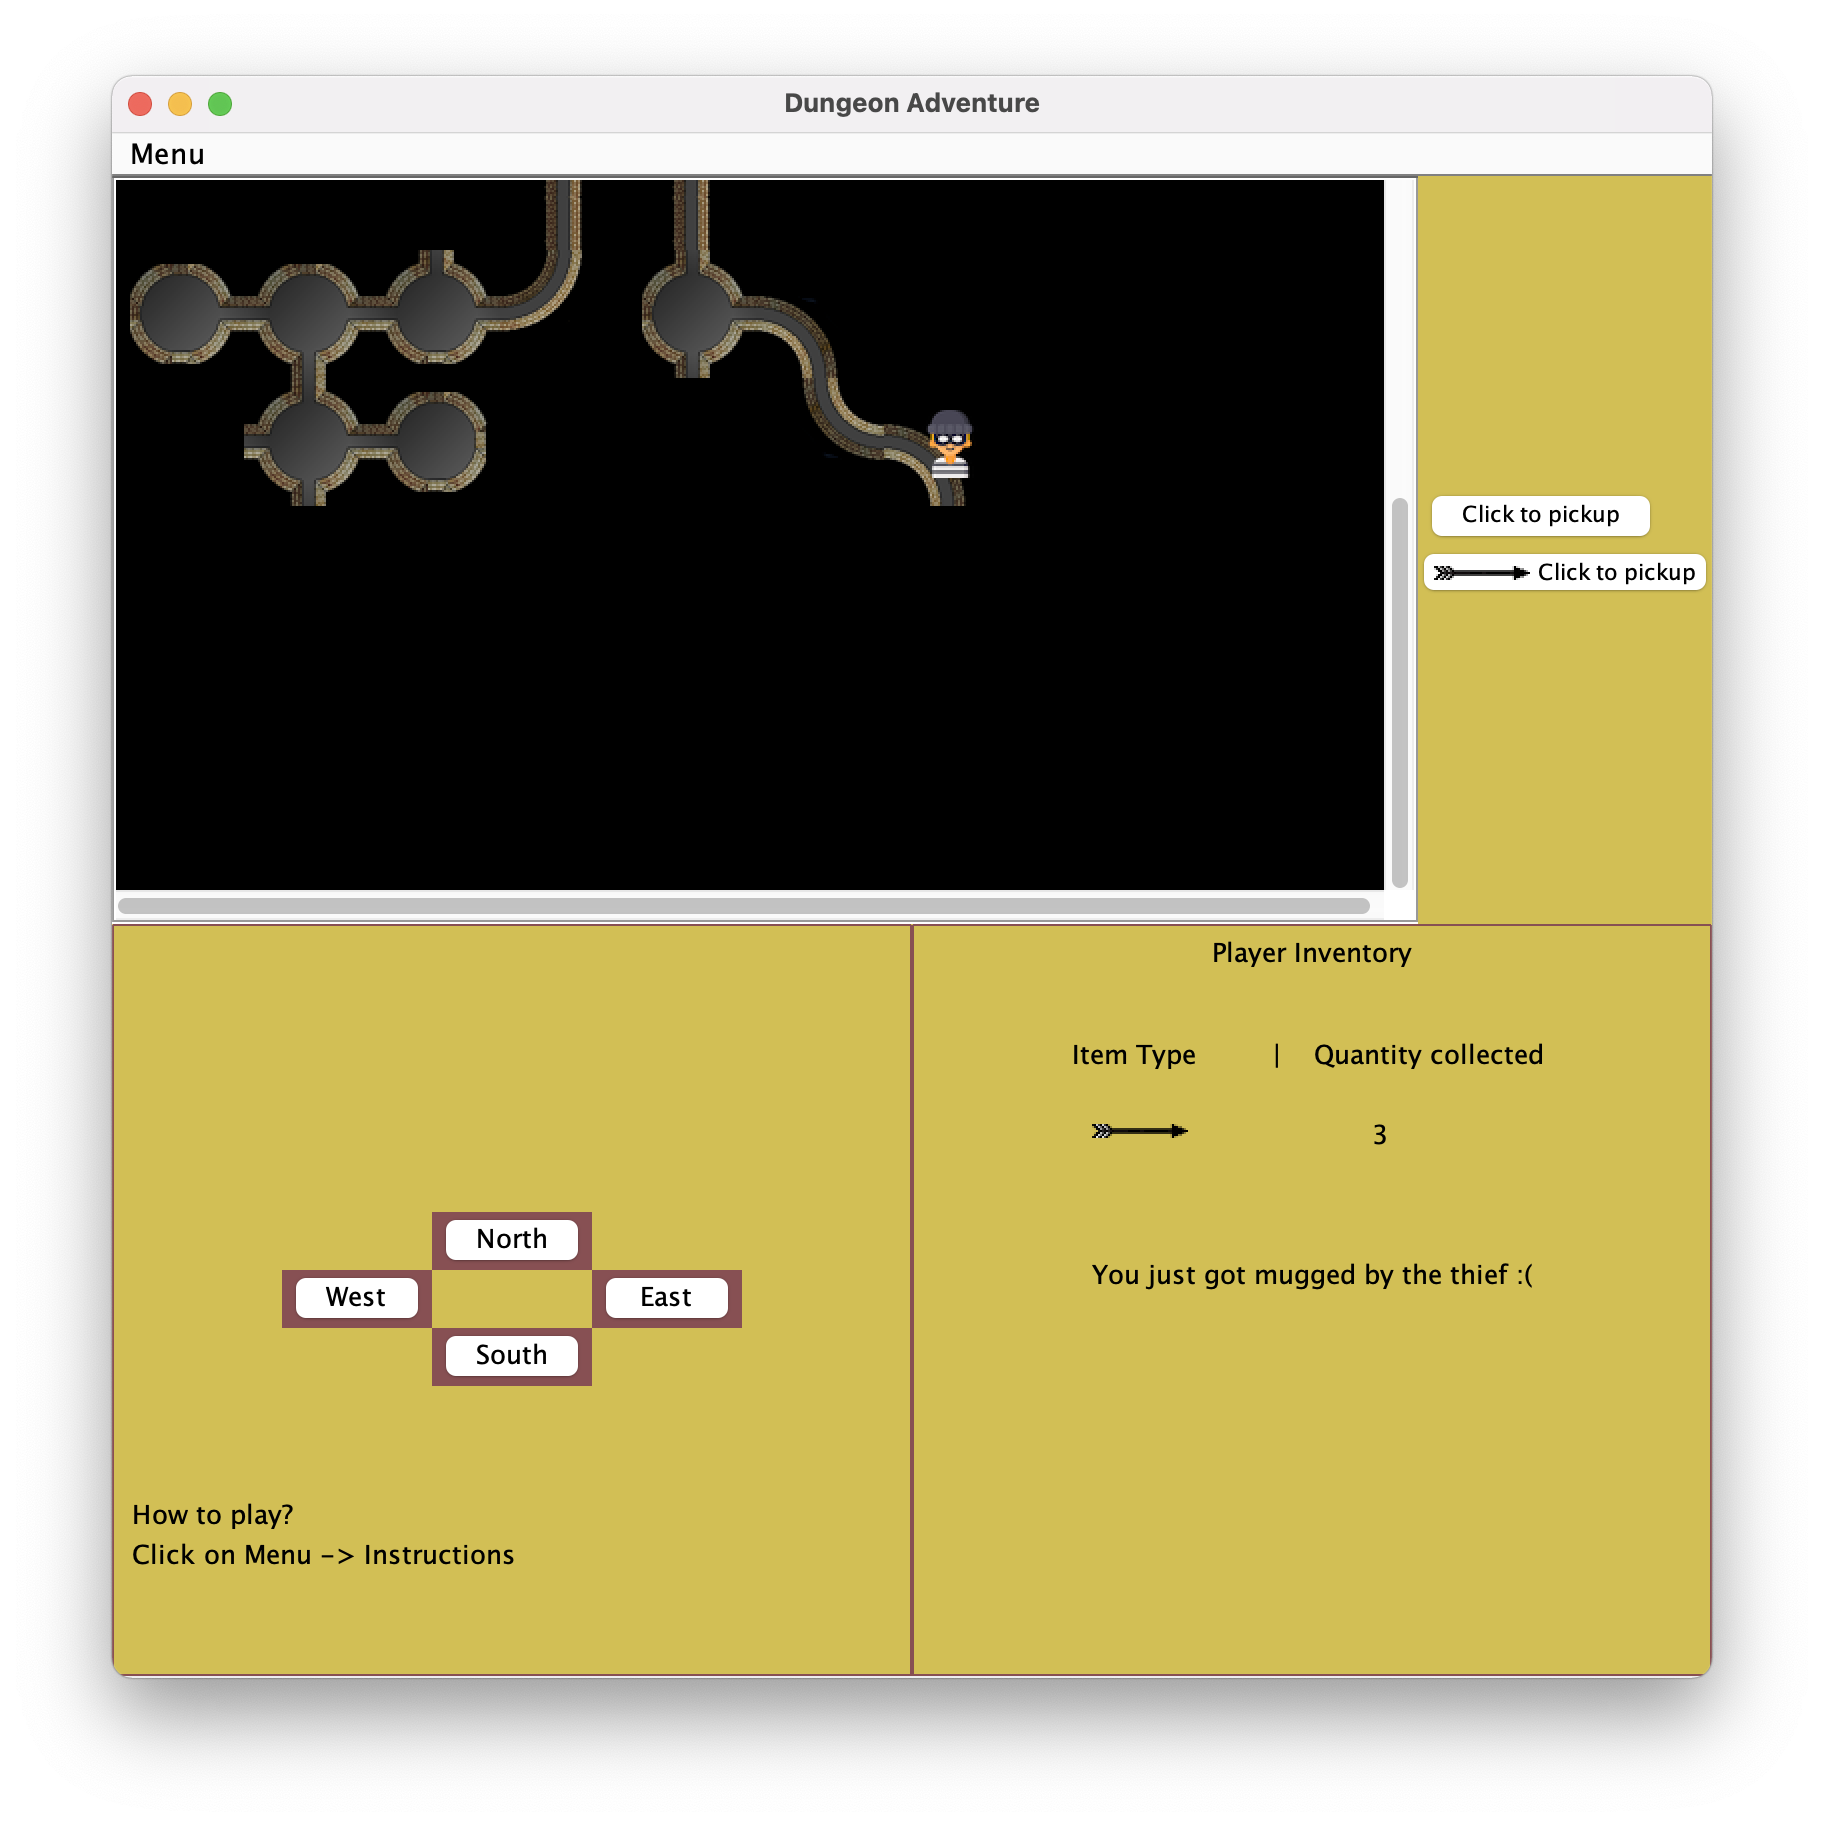 Dungeon Adventure
Menu
Click to pickup
Click to pickup
North
West
East
South
How to play?
Click on Menu -> Instructions
Player Inventory
Item Type | Quantity collected
3
You just got mugged by the thief :(